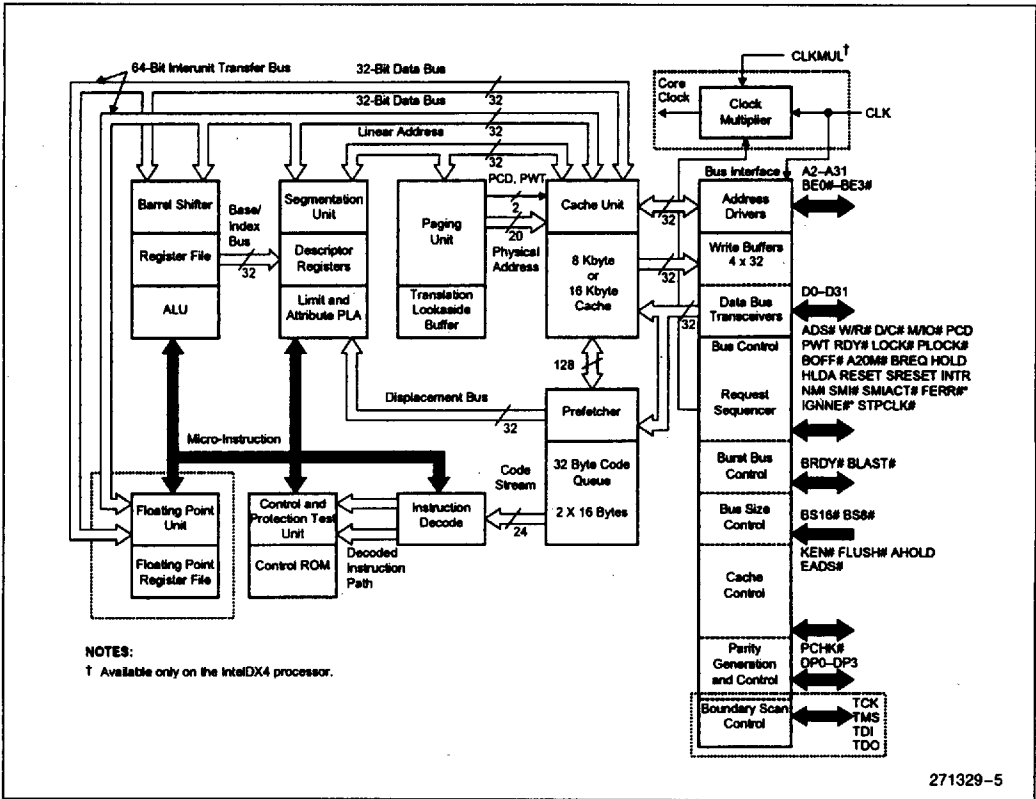 64-Bit Interunit Transfer Bus
32-Bit Data Bus
32
32-Bit Data Bus
32
Linear Address
32
CLKMUL†
Core
Clock
Clock
Multiplier
CLK
Barrel Shifter
Register File
ALU
Base/
Index
Bus
32
Segmentation
Unit
Descriptor
Registers
Limit and
Attribute PLA
Paging
Unit
Translation
Lookaside
Buffer
PCD, PWT
2
20
Physical
Address
Cache Unit
8 Kbyte
or
16 Kbyte
Cache
32
32
32
128
Bus Interface
Address
Drivers
Write Buffers
4 x 32
Data Bus
Transceivers
Bus Control
Request
Sequencer
Burst Bus
Control
Bus Size
Control
Cache
Control
Parity
Generation
and Control
Boundary Scan
Control
A2–A31
BE0#–BE3#
D0–D31
ADS# W/R# D/C# M/IO# PCD
PWT RDY# LOCK# PLOCK#
BOFF# A20M# BREQ HOLD
HLDA RESET SRESET INTR
NMI SMI# SMIACT# FERR#*
IGNNE#* STPCLK#
BRDY# BLAST#
BS16# BS8#
KEN# FLUSH# AHOLD
EADS#
PCHK#
DP0–DP3
TCK
TMS
TDI
TDO
Displacement Bus
32
Prefetcher
32 Byte Code
Queue
2 X 16 Bytes
Micro-Instruction
Code
Stream
24
Floating Point
Unit
Floating Point
Register File
Control and
Protection Test
Unit
Control ROM
Instruction
Decode
Decoded
Instruction
Path
NOTES:
† Available only on the IntelDX4 processor.
271329–5